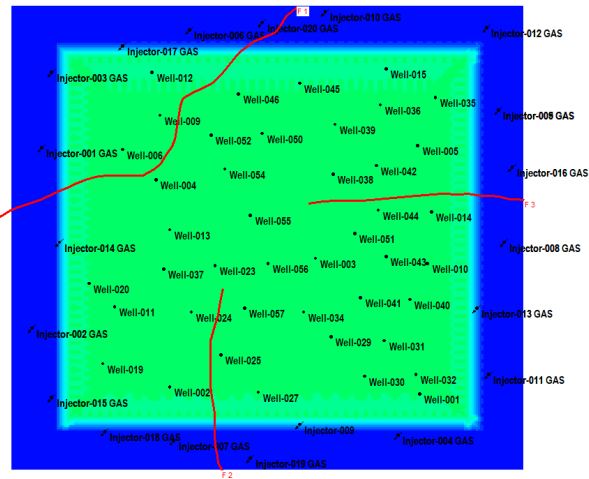 F 1
Injector-010 GAS
Injector-020 GAS
Injector-006 GAS
Injector-012 GAS
Injector-017 GAS
Injector-003 GAS
Well-012
Well-015
Well-045
Well-046
Well-035
Well-036
Injector-009 GAS
Well-009
Well-039
Well-052
Well-050
Well-005
Injector-001 GAS
Well-006
Well-042
Injector-016 GAS
Well-054
Well-038
Well-004
F 3
Well-044
Well-014
Well-055
Well-013
Well-051
Injector-014 GAS
Injector-008 GAS
Well-003
Well-043
Well-056
Well-010
Well-023
Well-037
Well-020
Well-041
Well-040
Well-011
Well-024
Well-057
Well-034
Injector-013 GAS
Injector-002 GAS
Well-029
Well-031
Well-025
Well-019
Well-030
Well-032
Injector-011 GAS
Well-002
Well-027
Well-001
Injector-015 GAS
Injector-009
Injector-018 GAS
Injector-007 GAS
Injector-004 GAS
Injector-019 GAS
F 2